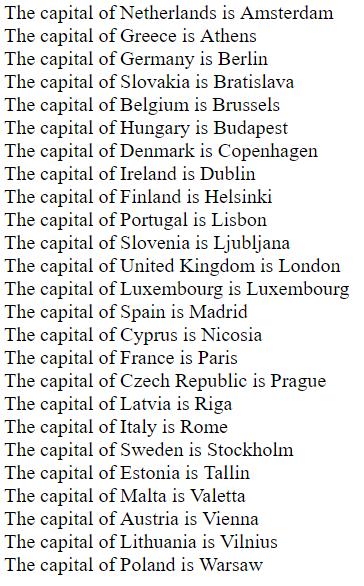 The capital of Netherlands is Amsterdam
The capital of Greece is Athens
The capital of Germany is Berlin
The capital of Slovakia is Bratislava
The capital of Belgium is Brussels
The capital of Hungary is Budapest
The capital of Denmark is Copenhagen
The capital of Ireland is Dublin
The capital of Finland is Helsinki
The capital of Portugal is Lisbon
The capital of Slovenia is Ljubljana
The capital of United Kingdom is London
The capital of Luxembourg is Luxembourg
The capital of Spain is Madrid
The capital of Cyprus is Nicosia
The capital of France is Paris
The capital of Czech Republic is Prague
The capital of Latvia is Riga
The capital of Italy is Rome
The capital of Sweden is Stockholm
The capital of Estonia is Tallin
The capital of Malta is Valetta
The capital of Austria is Vienna
The capital of Lithuania is Vilnius
The capital of Poland is Warsaw